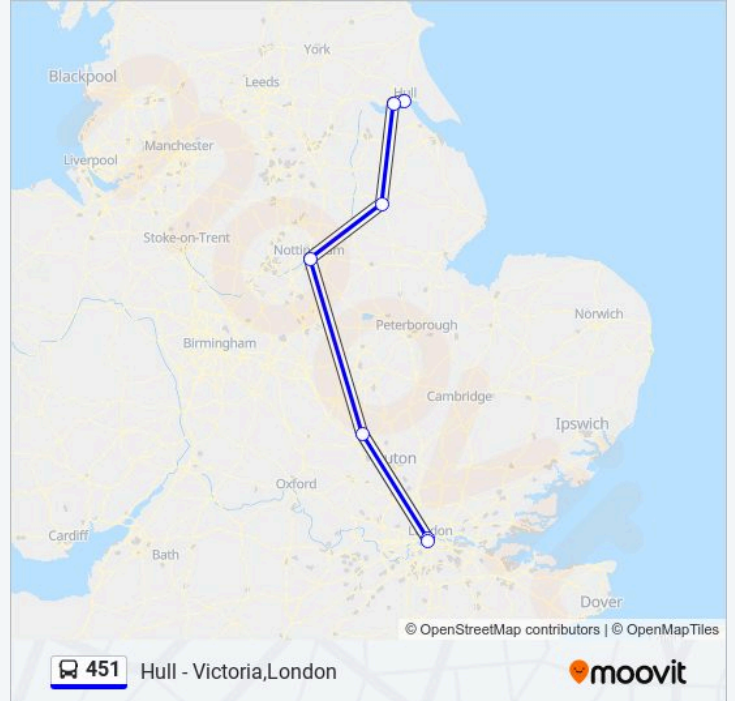 York
Blackpool
Leeds
Hull
Manchester
Liverpool
Stoke-on-Trent
Norwich
Peterborough
Birmingham
Cambridge
Ipswich
uton
Oxford
Cardiff
Bath
Dover
© OpenStreetMap contributors | © OpenMapTiles
451 Hull - Victoria,London
moovit